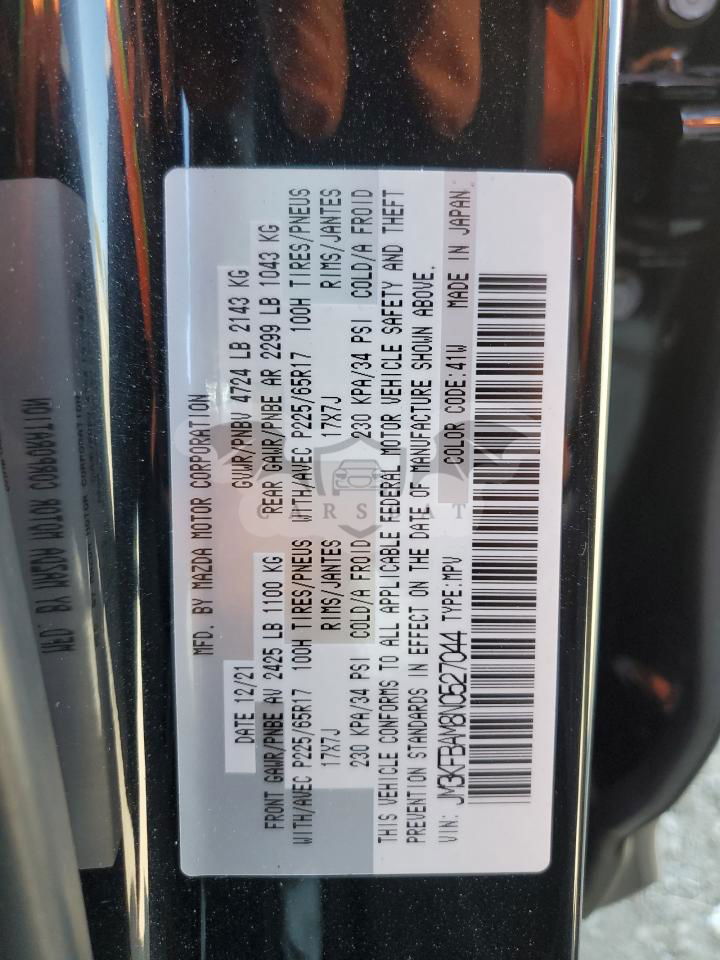 MFD. BY MAZDA MOTOR CORPORATION
DATE 12/21 GVWR/PNBV 4724 LB 2143 KG
FRONT GAWR/PNBE AV 2425 LB 1100 KG REAR GAWR/PNBE AR 2299 LB 1043 KG
WITH/AVEC P225/65R17 100H TIRES/PNEUS WITH/AVEC P225/65R17 100H TIRES/PNEUS
17X7J RIMS/JANTES 17X7J RIMS/JANTES
230 KPA/34 PSI COLD/A FROID 230 KPA/34 PSI COLD/A FROID
THIS VEHICLE CONFORMS TO ALL APPLICABLE FEDERAL MOTOR VEHICLE SAFETY AND THEFT
PREVENTION STANDARDS IN EFFECT ON THE DATE OF MANUFACTURE SHOWN ABOVE.
VIN: JM3KFBAM8N0527044 TYPE:MPV COLOR CODE:41W MADE IN JAPAN
CARSDAT
MFD. BY MAZDA MOTOR CORPORATION